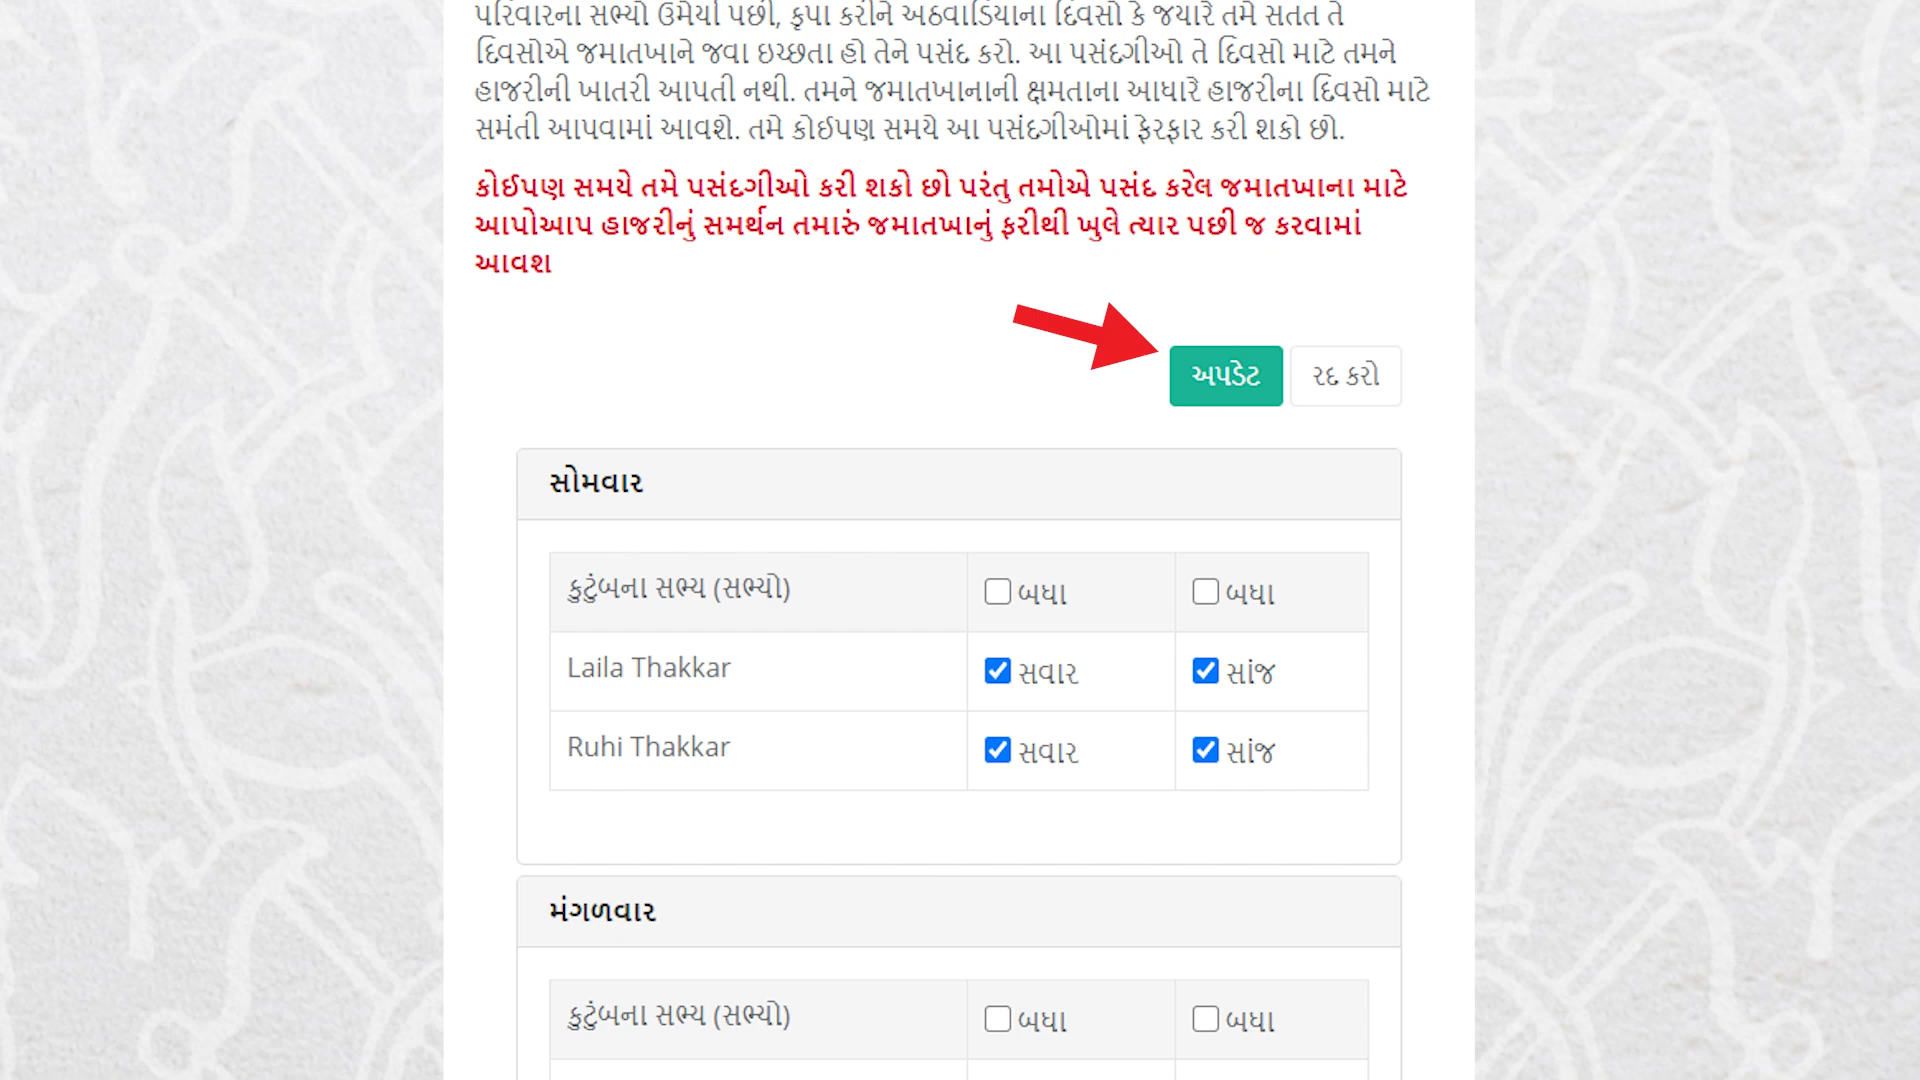 પરિવારના સભ્યો ઉમેર્યા પછી, કૃપા કરીને અઠવાડિયાના દિવસો કે જ્યારે તમે સતત તે
દિવસોએ જમાતખાને જવા ઇચ્છતા હો તેને પસંદ કરો. આ પસંદગીઓ તે દિવસો માટે તમને
હાજરીની ખાતરી આપતી નથી. તમને જમાતખાનાની ક્ષમતાના આધારે હાજરીના દિવસો માટે
સમંતી આપવામાં આવશે. તમે કોઈપણ સમયે આ પસંદગીઓમાં ફેરફાર કરી શકો છો.
કોઈપણ સમયે તમે પસંદગીઓ કરી શકો છો પરંતુ તમોએ પસંદ કરેલ જમાતખાના માટે
આપોઆપ હાજરીનું સમર્થન તમારું જમાતખાનું ફરીથી ખુલે ત્યાર પછી જ કરવામાં
આવશ
અપડેટ રદ કરો
સોમવાર
કુટુંબના સભ્ય (સભ્યો) બધા બધા
Laila Thakkar સવાર સાંજ
Ruhi Thakkar સવાર સાંજ
મંગળવાર
કુટુંબના સભ્ય (સભ્યો) બધા બધા